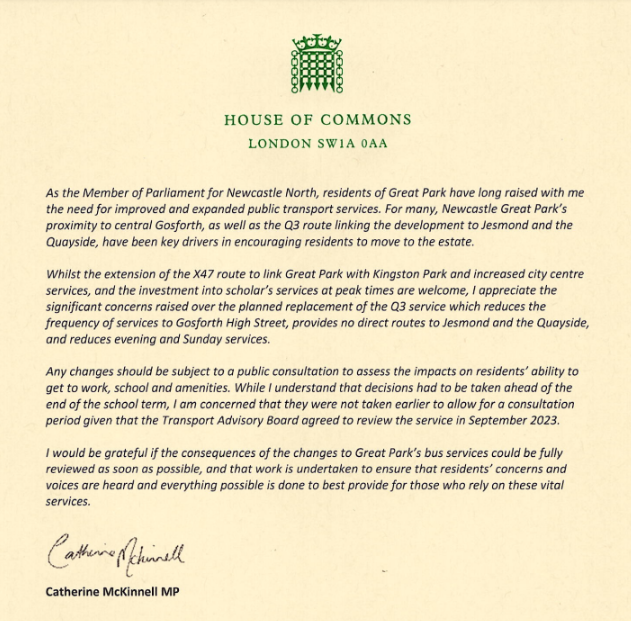 HOUSE OF COMMONS
LONDON SW1A 0AA
As the Member of Parliament for Newcastle North, residents of Great Park have long raised with me
the need for improved and expanded public transport services. For many, Newcastle Great Park's
proximity to central Gosforth, as well as the Q3 route linking the development to Jesmond and the
Quayside, have been key drivers in encouraging residents to move to the estate.
Whilst the extension of the X47 route to link Great Park with Kingston Park and increased city centre
services, and the investment into scholar's services at peak times are welcome, I appreciate the
significant concerns raised over the planned replacement of the Q3 service which reduces the
frequency of services to Gosforth High Street, provides no direct routes to Jesmond and the Quayside,
and reduces evening and Sunday services.
Any changes should be subject to a public consultation to assess the impacts on residents' ability to
get to work, school and amenities. While I understand that decisions had to be taken ahead of the
end of the school term, I am concerned that they were not taken earlier to allow for a consultation
period given that the Transport Advisory Board agreed to review the service in September 2023.
I would be grateful if the consequences of the changes to Great Park's bus services could be fully
reviewed as soon as possible, and that work is undertaken to ensure that residents' concerns and
voices are heard and everything possible is done to best provide for those who rely on these vital
services.
Catherine McKinnell
Catherine McKinnell MP